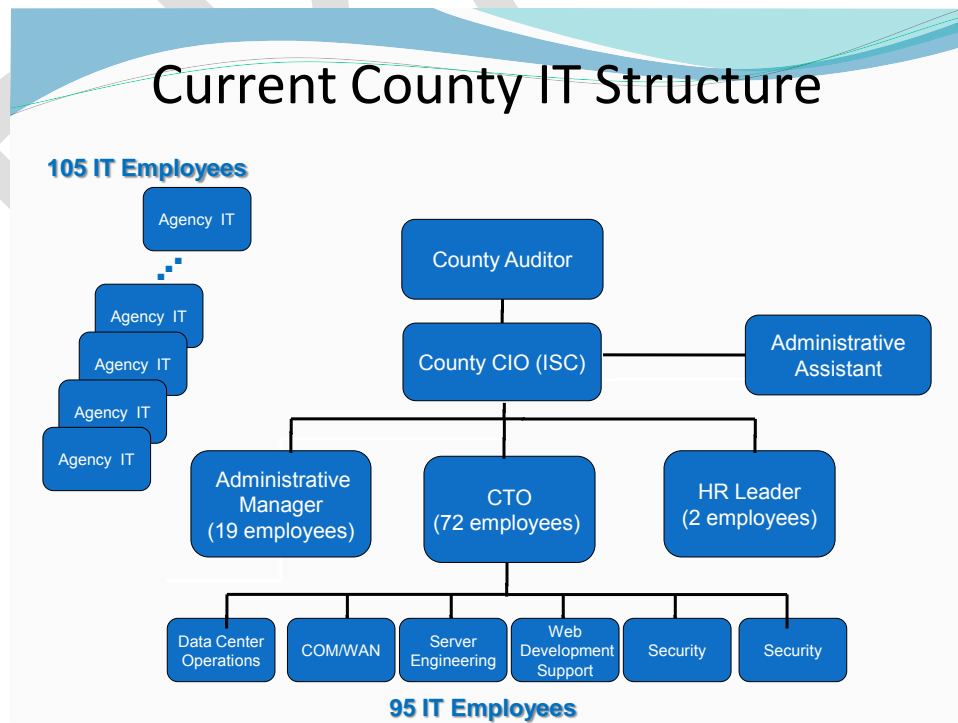 Current County IT Structure
105 IT Employees
Agency IT
Agency IT
Agency IT
Agency IT
Agency IT
County Auditor
County CIO (ISC)
Administrative
Assistant
Administrative
Manager
(19 employees)
CTO
(72 employees)
HR Leader
(2 employees)
Data Center
Operations
COM/WAN
Server
Engineering
Web
Development
Support
Security
Security
95 IT Employees